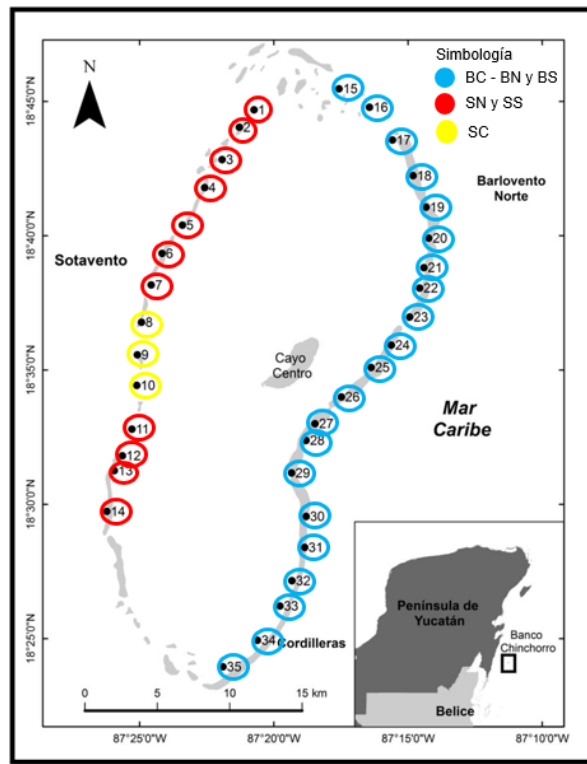 Simbología
BC - BN y BS
SN y SS
SC
N
18°45'0"N
18°40'0"N
18°35'0"N
18°30'0"N
18°25'0"N
1
2
3
4
5
6
7
8
9
10
11
12
13
14
15
16
17
18
19
20
21
22
23
24
25
26
27
28
29
30
31
32
33
34
35
Barlovento
Norte
Sotavento
Cayo
Centro
Mar
Caribe
Cordilleras
Península de
Yucatán
Banco
Chinchorro
Belice
0 5 10 15 km
87°25'0"W 87°20'0"W 87°15'0"W 87°10'0"W